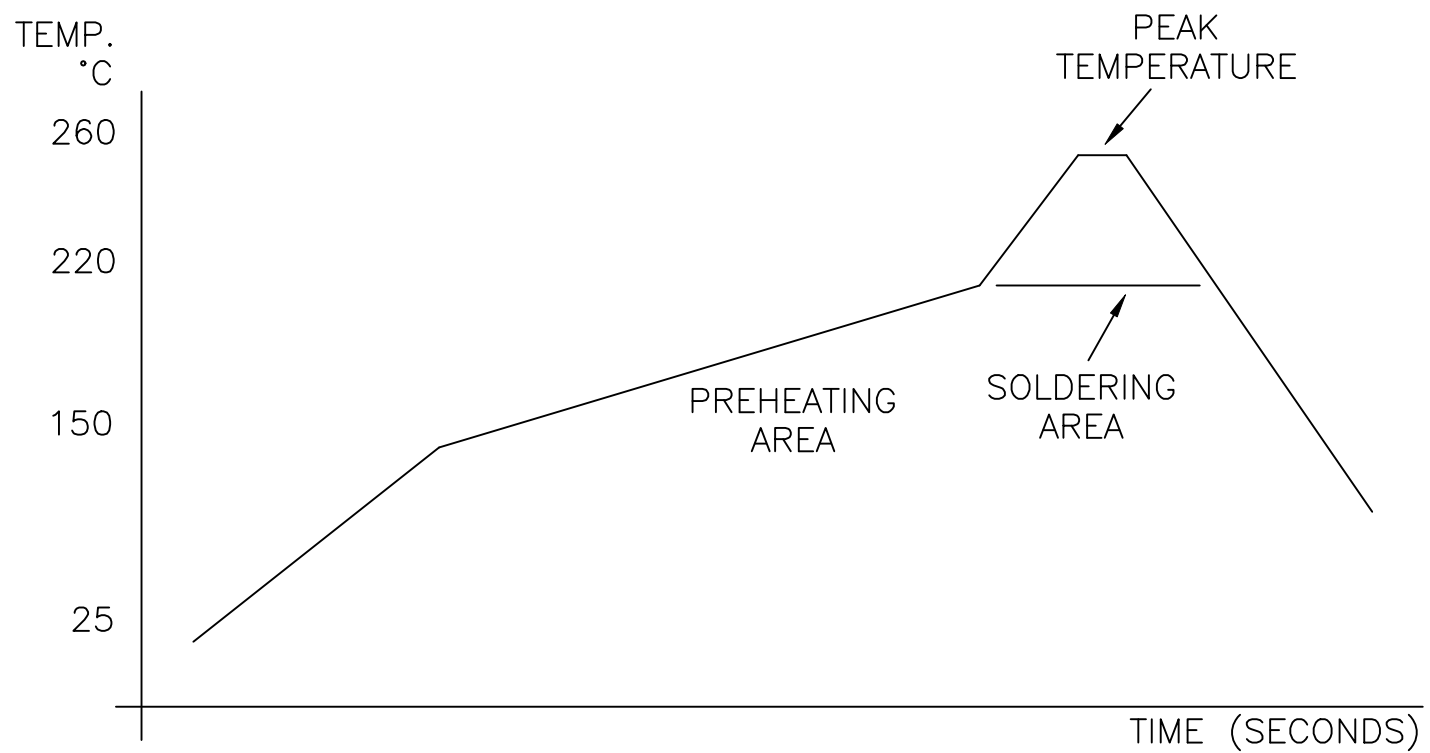 TEMP.
°C
260
220
150
25
PEAK
TEMPERATURE
PREHEATING
AREA
SOLDERING
AREA
TIME (SECONDS)